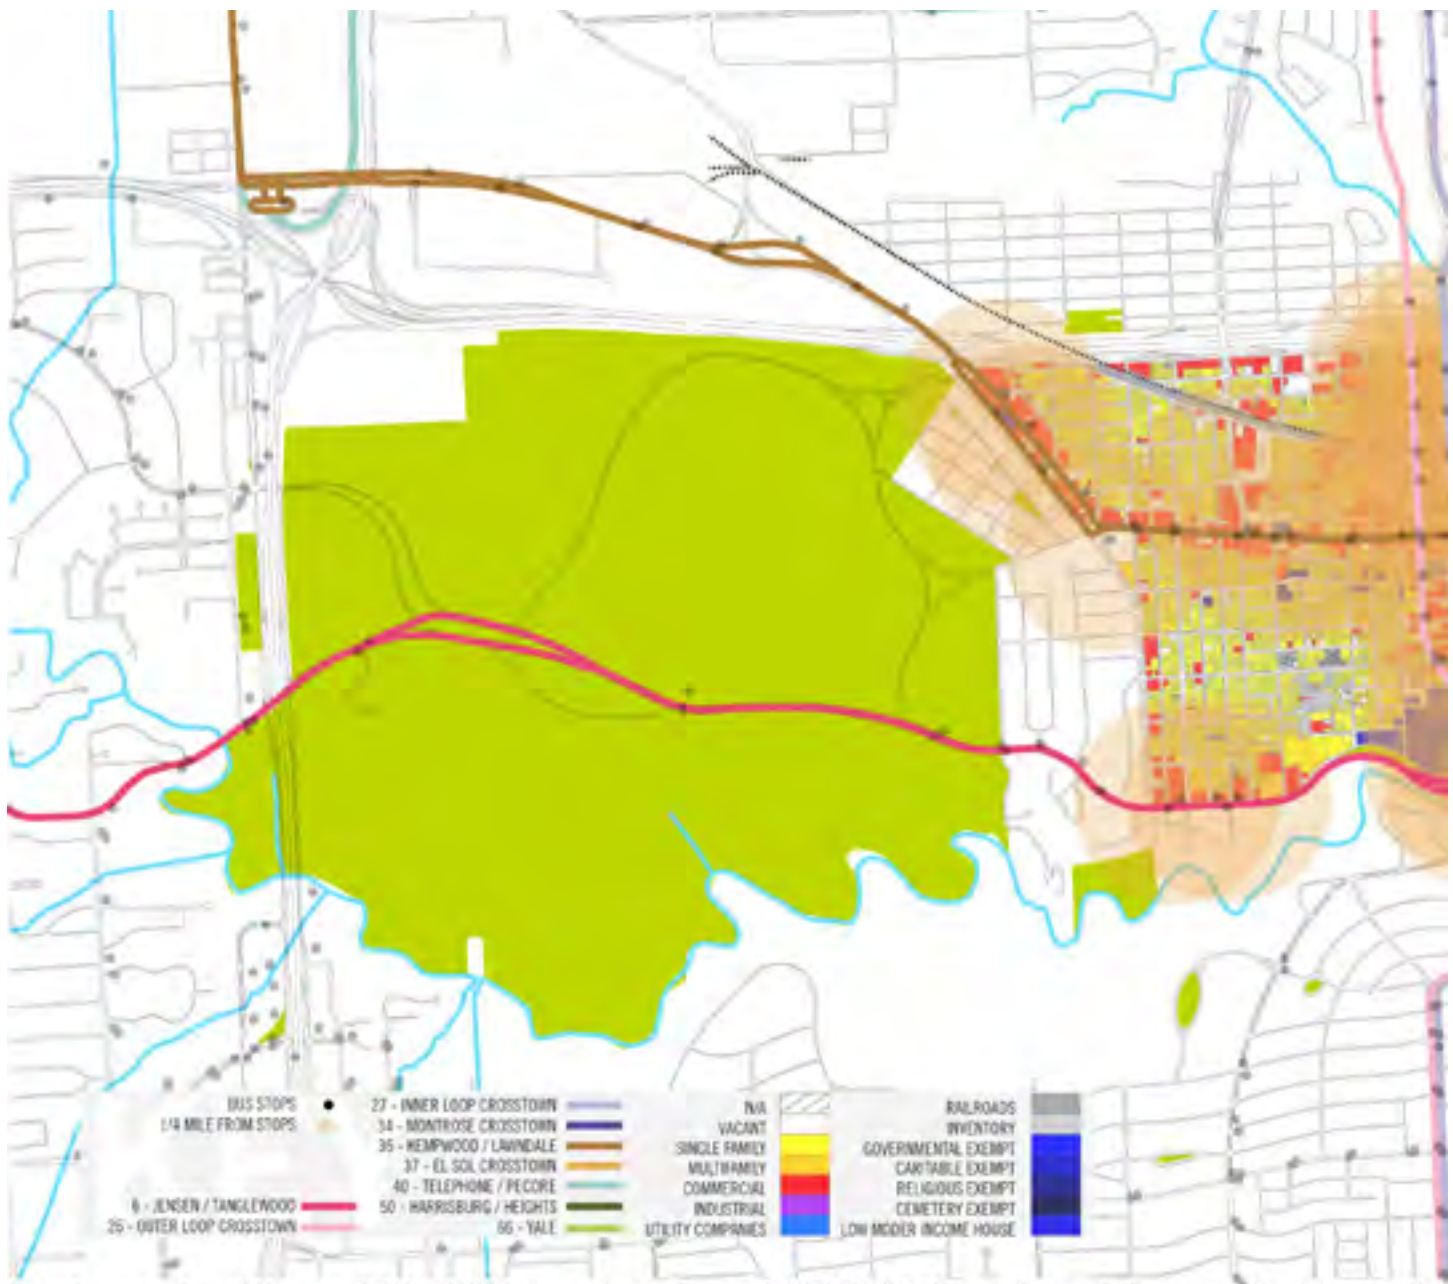 BUS STOPS
1/4 MILE FROM STOPS
6 - JENSEN / TANGLEWOOD
26 - OUTER LOOP CROSSTOWN
27 - INNER LOOP CROSSTOWN
34 - MONTROSE CROSSTOWN
36 - HEMPWOOD / LAWNDALE
37 - EL SOL CROSSTOWN
40 - TELEPHONE / PECORE
50 - HARRISBURG / HEIGHTS
66 - YALE
N/A
VACANT
SINGLE FAMILY
MULTIFAMILY
COMMERCIAL
INDUSTRIAL
UTILITY COMPANIES
RAILROADS
INVENTORY
GOVERNMENTAL EXEMPT
CARITABLE EXEMPT
RELIGIOUS EXEMPT
CEMETERY EXEMPT
LOW MODER INCOME HOUSE